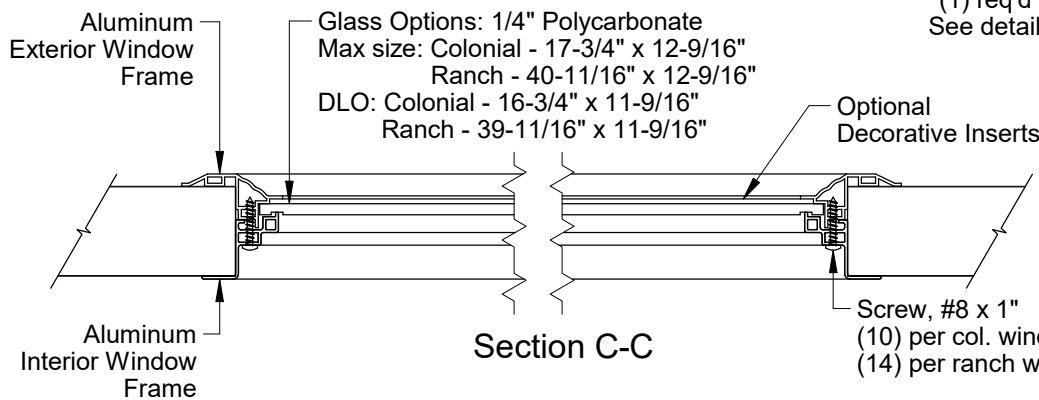 Aluminum
Exterior Window
Frame
Glass Options: 1/4" Polycarbonate
Max size: Colonial - 17-3/4" x 12-9/16"
Ranch - 40-11/16" x 12-9/16"
DLO: Colonial - 16-3/4" x 11-9/16"
Ranch - 39-11/16" x 11-9/16"
(1) req'd
See detail
Optional
Decorative Inserts
Aluminum
Interior Window
Frame
Section C-C
Screw, #8 x 1"
(10) per col.
(14) per ranch